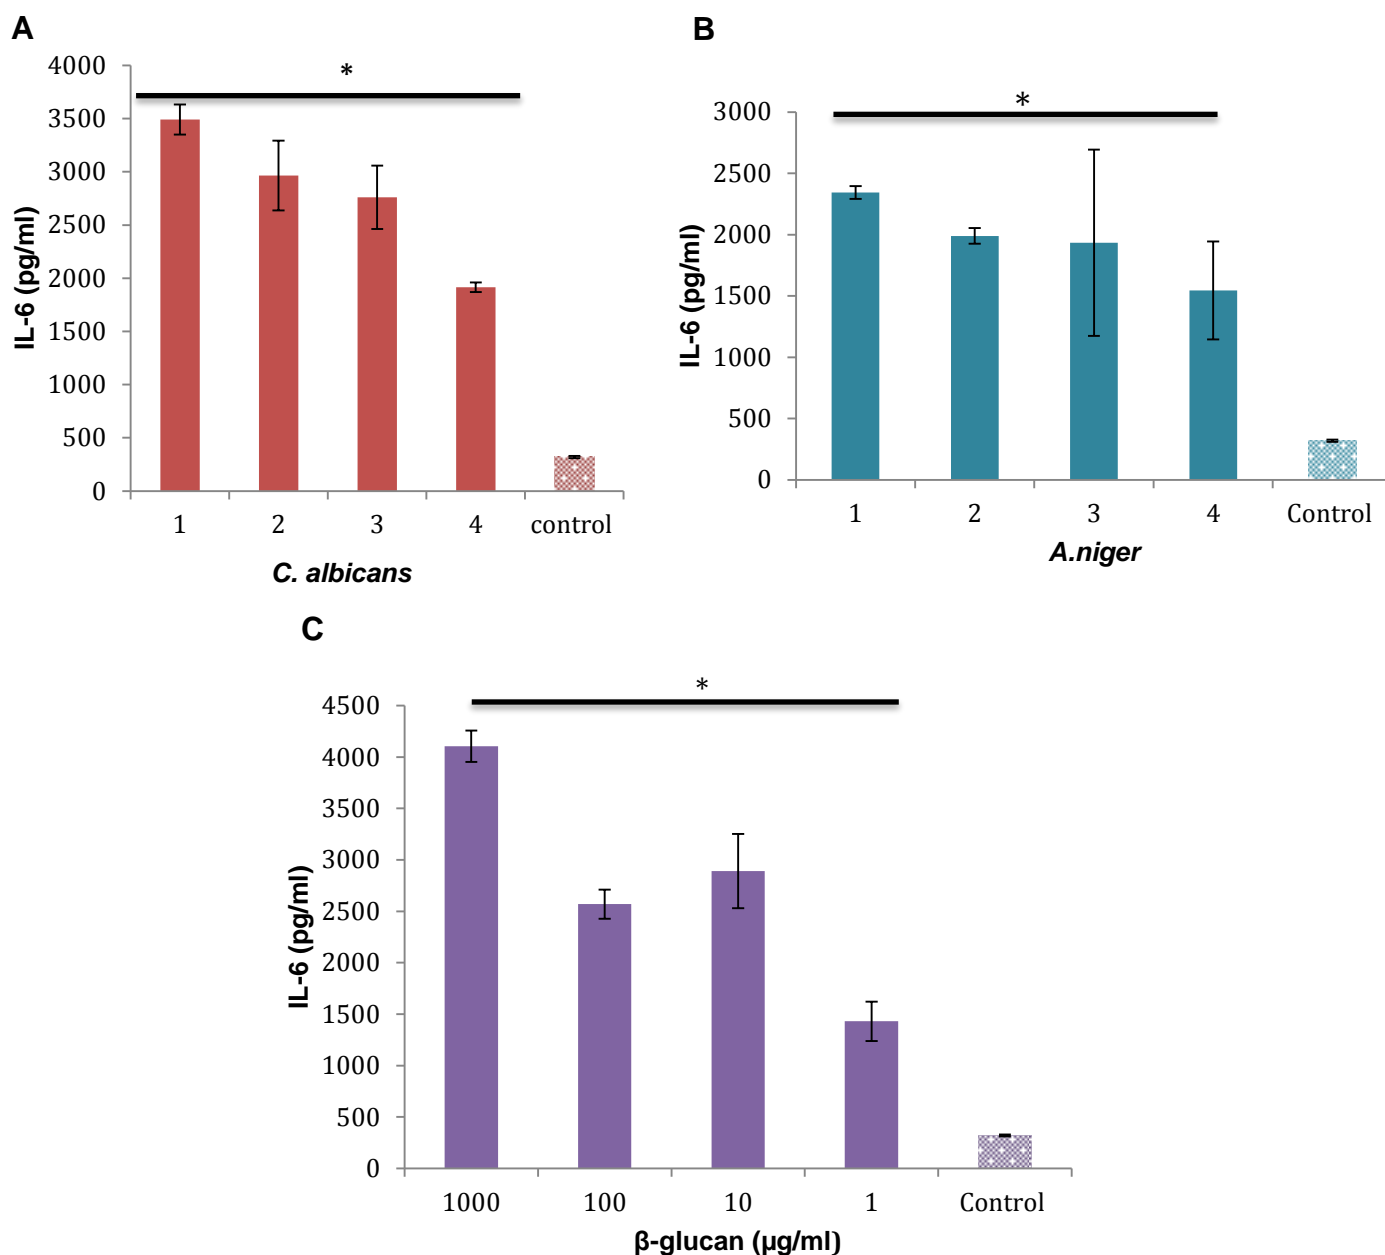 A
4000
3500
3000
2500
2000
1500
1000
500
0
IL-6 (pg/ml)
*
1 2 3 4 control
C. albicans
B
3000
2500
2000
1500
1000
500
0
IL-6 (pg/ml)
*
1 2 3 4 Control
A.niger
C
4500
4000
3500
3000
2500
2000
1500
1000
500
0
IL-6 (pg/ml)
*
1000 100 10 1 Control
β-glucan (μg/ml)